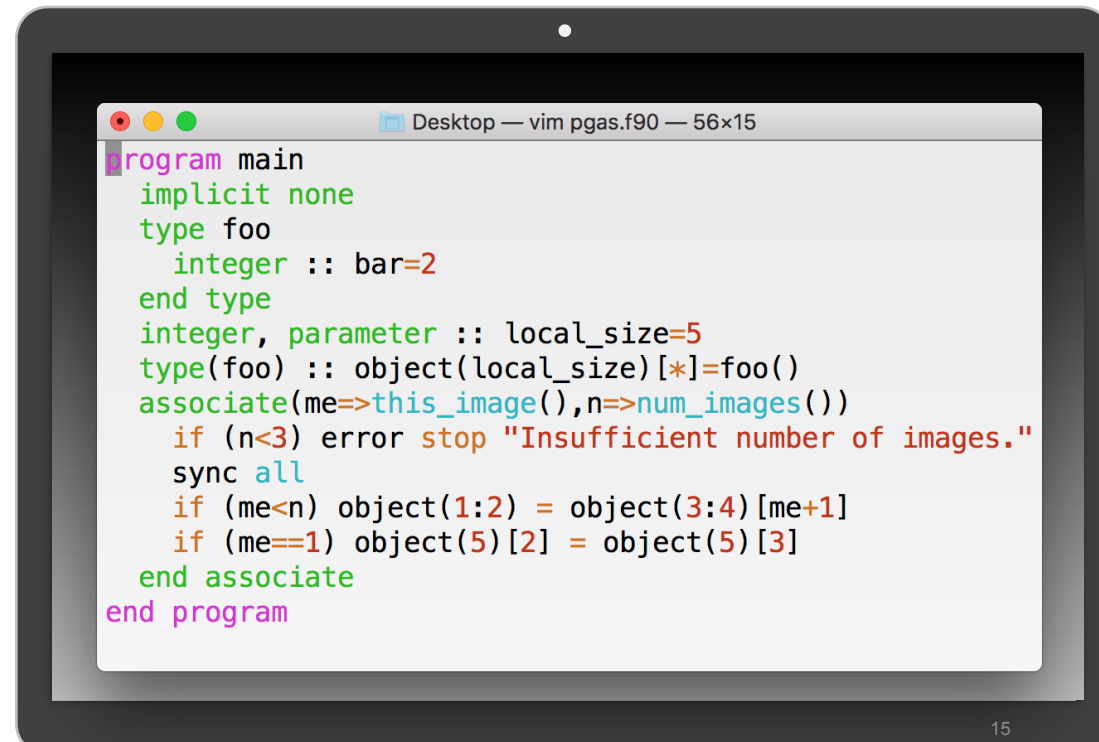 Desktop — vim pgas.f90 — 56×15
program main
  implicit none
  type foo
    integer :: bar=2
  end type
  integer, parameter :: local_size=5
  type(foo) :: object(local_size)[*]=foo()
  associate(me=>this_image(),n=>num_images())
    if (n<3) error stop "Insufficient number of images."
    sync all
    if (me<n) object(1:2) = object(3:4)[me+1]
    if (me==1) object(5)[2] = object(5)[3]
  end associate
end program
15